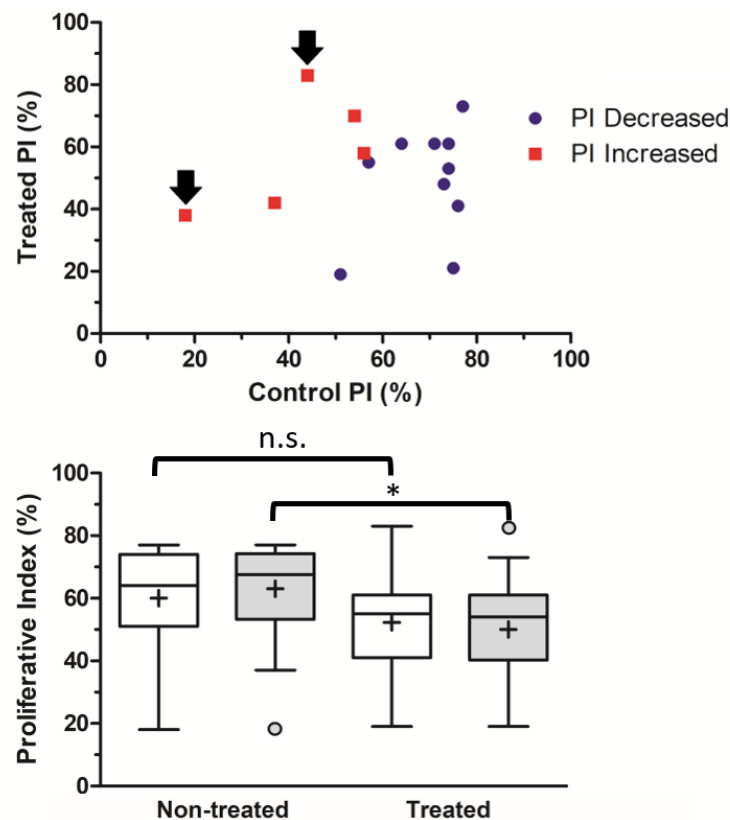 100
80
60
40
20
0
Treated PI (%)
0 20 40 60 80 100
Control PI (%)
PI Decreased
PI Increased
n.s.
*
100
80
60
40
20
0
Proliferative Index (%)
Non-treated Treated